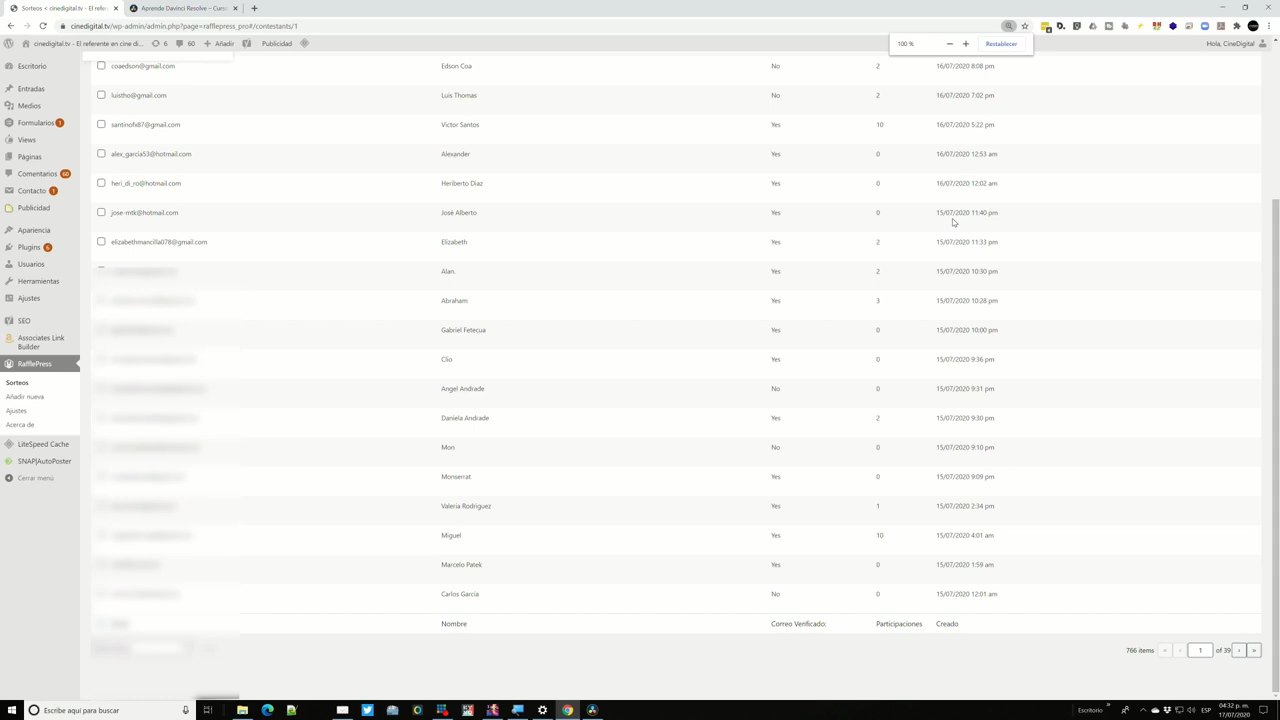 Sorteos < cinedigital.tv - El referen
Aprenda Davinci Resolve – Curso
cinedigital.tv/wp-admin/admin.php?page=rafflepress_pro#/contestants/1
cinedigital.tv – El referente en cine di... 6 60 Añadir Publicidad
Hola, CineDigital
100 % Restablecer
Escritorio
Entradas
Medios
Formularios 1
Views
Páginas
Comentarios 60
Contacto 1
Publicidad
Apariencia
Plugins 6
Usuarios
Herramientas
Ajustes
SEO
Associates Link
Builder
RafflePress
Sorteos
Añadir nueva
Ajustes
Acerca de
LiteSpeed Cache
SNAP|AutoPoster
Cerrar menú
coaedson@gmail.com Edson Coa No 2 16/07/2020 8:08 pm
luistho@gmail.com Luis Thomas No 2 16/07/2020 7:02 pm
santinofx87@gmail.com Victor Santos Yes 10 16/07/2020 5:22 pm
alex_garcia53@hotmail.com Alexander Yes 0 16/07/2020 12:53 am
heri_di_ro@hotmail.com Heriberto Diaz Yes 0 16/07/2020 12:02 am
jose-mtk@hotmail.com José Alberto Yes 0 15/07/2020 11:40 pm
elizabethmancilla078@gmail.com Elizabeth Yes 2 15/07/2020 11:33 pm
Alan. Yes 2 15/07/2020 10:30 pm
Abraham Yes 3 15/07/2020 10:28 pm
Gabriel Fetecua Yes 0 15/07/2020 10:00 pm
Clio Yes 0 15/07/2020 9:36 pm
Angel Andrade No 0 15/07/2020 9:31 pm
Daniela Andrade Yes 2 15/07/2020 9:30 pm
Mon No 0 15/07/2020 9:10 pm
Monserrat Yes 0 15/07/2020 9:09 pm
Valeria Rodriguez Yes 1 15/07/2020 2:34 pm
Miguel Yes 10 15/07/2020 4:01 am
Marcelo Patek Yes 0 15/07/2020 1:59 am
Carlos García No 0 15/07/2020 12:01 am
Nombre Correo Verificado: Participaciones Creado
766 items « ‹ 1 of 39 › »
Escribe aquí para buscar
Escritorio
ESP
04:32 p. m.
17/07/2020